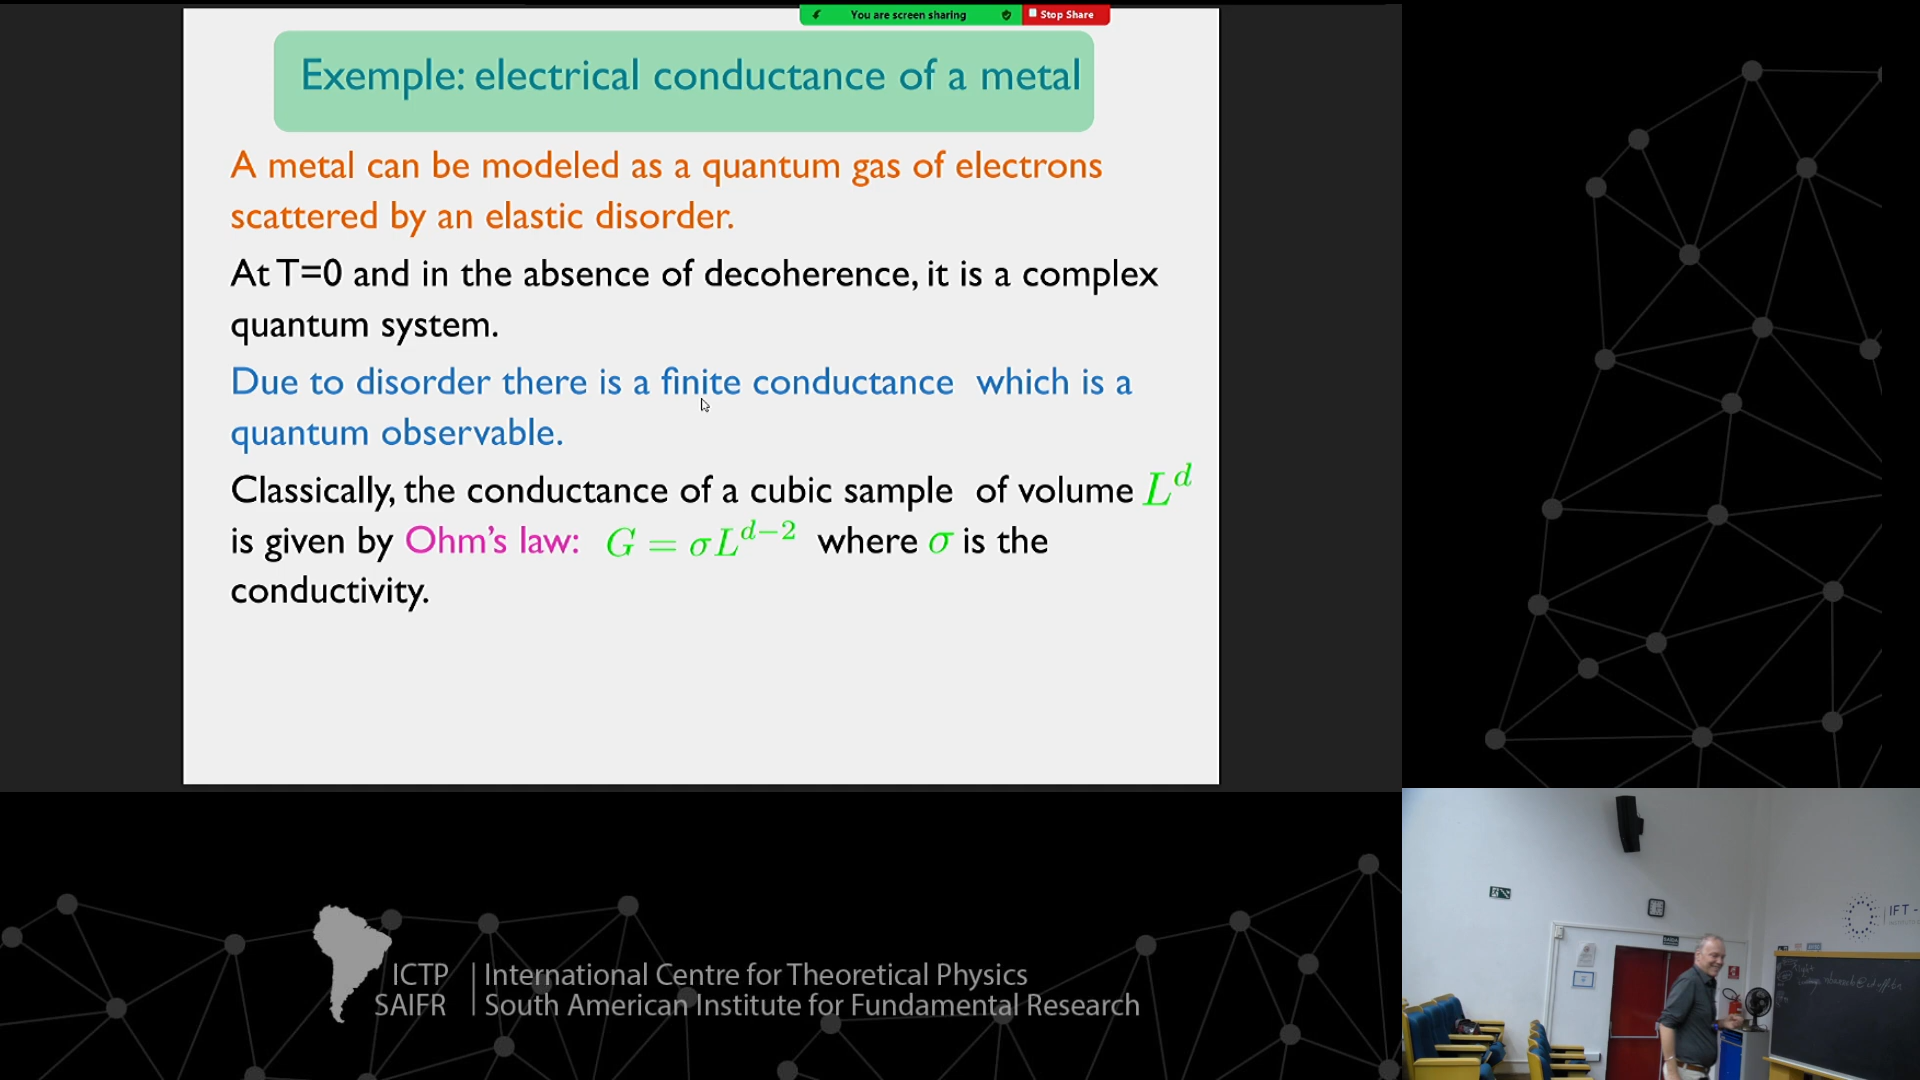 You are screen sharing
Stop Share
Exemple: electrical conductance of a metal
A metal can be modeled as a quantum gas of electrons
scattered by an elastic disorder.
At T=0 and in the absence of decoherence, it is a complex
quantum system.
Due to disorder there is a finite conductance which is a
quantum observable.
Classically, the conductance of a cubic sample of volume $L^d$
is given by Ohm's law: $G = \sigma L^{d-2}$ where $\sigma$ is the
conductivity.
ICTP | International Centre for Theoretical Physics
SAIFR | South American Institute for Fundamental Research
IFT -